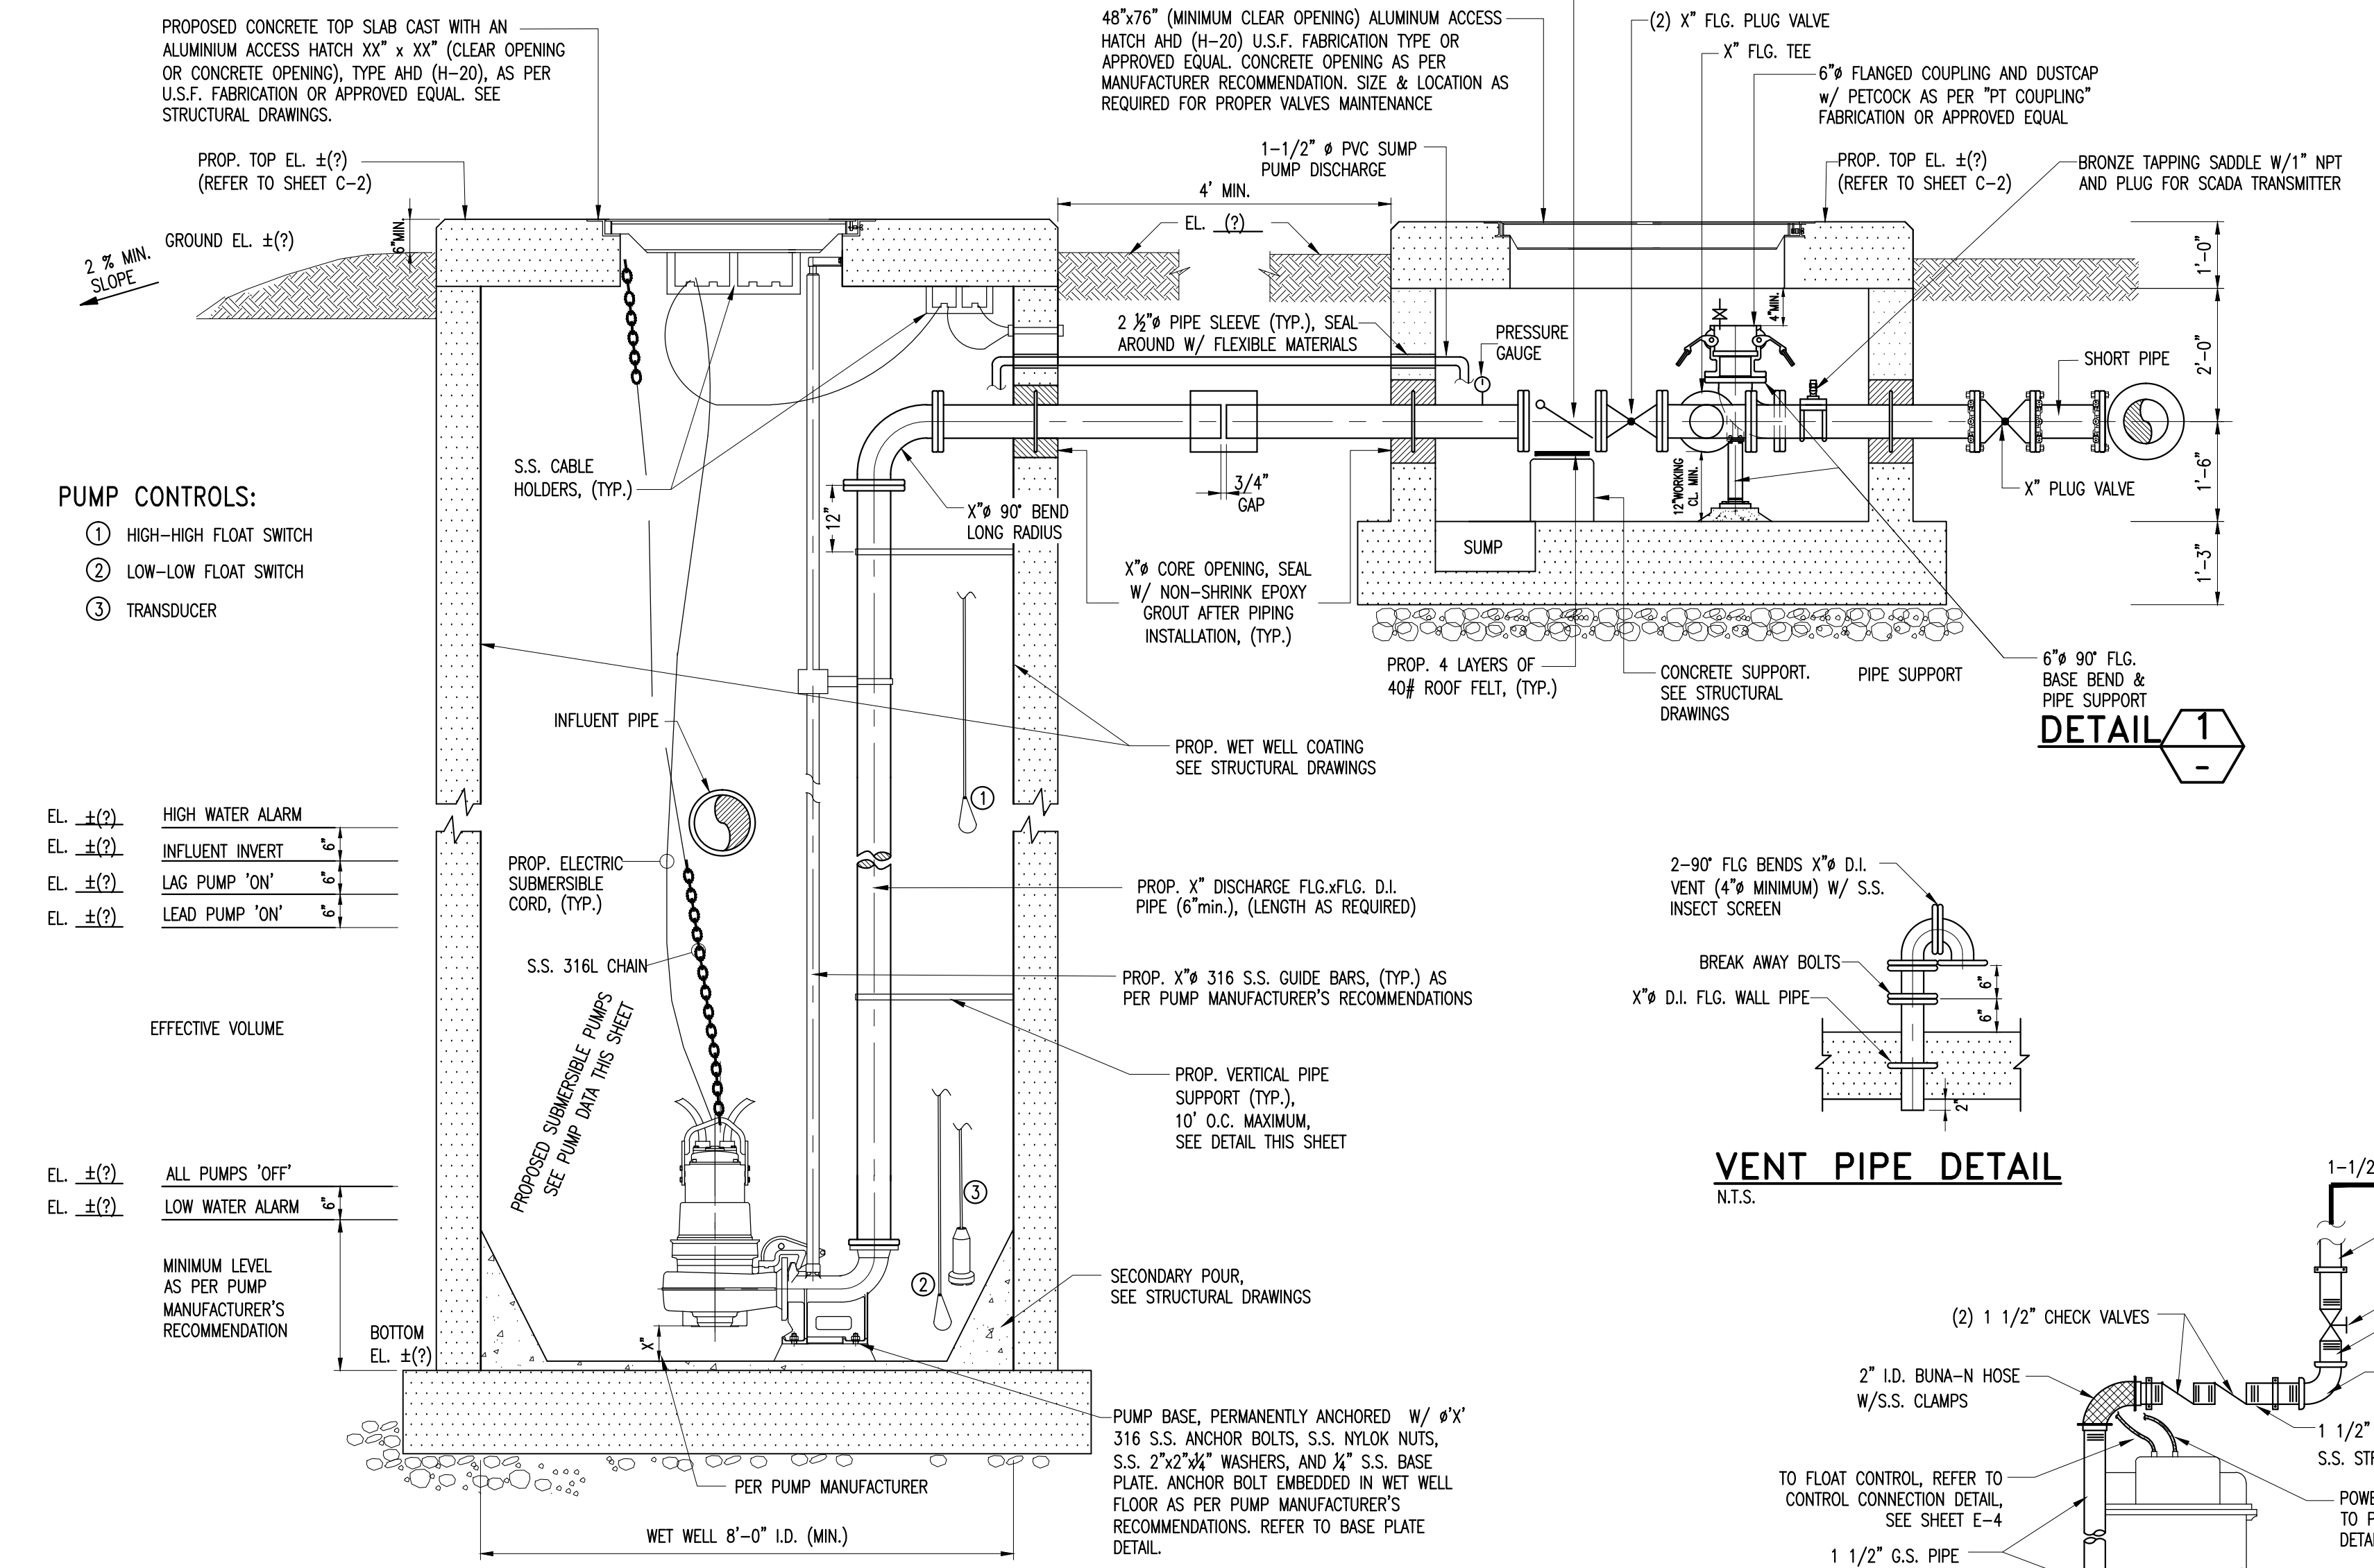 PROPOSED CONCRETE TOP SLAB CAST WITH AN
ALUMINIUM ACCESS HATCH XX" x XX" (CLEAR OPENING
OR CONCRETE OPENING), TYPE AHD (H-20), AS PER
U.S.F. FABRICATION OR APPROVED EQUAL. SEE
STRUCTURAL DRAWINGS.
PROP. TOP EL. ±(?)
(REFER TO SHEET C-2)
GROUND EL. ±(?)
2 % MIN.
SLOPE
6"MIN.
48"x76" (MINIMUM CLEAR OPENING) ALUMINUM ACCESS
HATCH AHD (H-20) U.S.F. FABRICATION TYPE OR
APPROVED EQUAL. CONCRETE OPENING AS PER
MANUFACTURER RECOMMENDATION. SIZE & LOCATION AS
REQUIRED FOR PROPER VALVES MAINTENANCE
1-1/2" ø PVC SUMP
PUMP DISCHARGE
4' MIN.
EL. (?)
(2) X" FLG. PLUG VALVE
X" FLG. TEE
6"ø FLANGED COUPLING AND DUSTCAP
w/ PETCOCK AS PER "PT COUPLING"
FABRICATION OR APPROVED EQUAL
PROP. TOP EL. ±(?)
(REFER TO SHEET C-2)
BRONZE TAPPING SADDLE W/1" NPT
AND PLUG FOR SCADA TRANSMITTER
1'-0"
2'-0"
1'-6"
1'-3"
4"MIN.
2 ½"ø PIPE SLEEVE (TYP.), SEAL
AROUND W/ FLEXIBLE MATERIALS
PRESSURE
GAUGE
SHORT PIPE
X" PLUG VALVE
12"WORKING
CL MIN.
SUMP
3/4"
GAP
S.S. CABLE
HOLDERS, (TYP.)
X"ø 90° BEND
LONG RADIUS
12"
X"ø CORE OPENING, SEAL
W/ NON-SHRINK EPOXY
GROUT AFTER PIPING
INSTALLATION, (TYP.)
PROP. 4 LAYERS OF
40# ROOF FELT, (TYP.)
CONCRETE SUPPORT.
SEE STRUCTURAL
DRAWINGS
PIPE SUPPORT
6"ø 90° FLG.
BASE BEND &
PIPE SUPPORT
DETAIL 1
-
PUMP CONTROLS:
1 HIGH-HIGH FLOAT SWITCH
2 LOW-LOW FLOAT SWITCH
3 TRANSDUCER
INFLUENT PIPE
PROP. WET WELL COATING
SEE STRUCTURAL DRAWINGS
1
EL. ±(?) HIGH WATER ALARM
6"
EL. ±(?) INFLUENT INVERT
6"
EL. ±(?) LAG PUMP 'ON'
6"
EL. ±(?) LEAD PUMP 'ON'
PROP. ELECTRIC
SUBMERSIBLE
CORD, (TYP.)
S.S. 316L CHAIN
PROP. X" DISCHARGE FLG.xFLG. D.I.
PIPE (6"min.), (LENGTH AS REQUIRED)
PROP. X"ø 316 S.S. GUIDE BARS, (TYP.) AS
PER PUMP MANUFACTURER'S RECOMMENDATIONS
EFFECTIVE VOLUME
PROPOSED SUBMERSIBLE PUMPS
SEE PUMP DATA THIS SHEET
PROP. VERTICAL PIPE
SUPPORT (TYP.),
10' O.C. MAXIMUM,
SEE DETAIL THIS SHEET
EL. ±(?) ALL PUMPS 'OFF'
6"
EL. ±(?) LOW WATER ALARM
MINIMUM LEVEL
AS PER PUMP
MANUFACTURER'S
RECOMMENDATION
BOTTOM
EL. ±(?)
3
2
X"
SECONDARY POUR,
SEE STRUCTURAL DRAWINGS
PUMP BASE, PERMANENTLY ANCHORED W/ ø'X'
316 S.S. ANCHOR BOLTS, S.S. NYLOK NUTS,
S.S. 2"x2"x¼" WASHERS, AND ¼" S.S. BASE
PLATE. ANCHOR BOLT EMBEDDED IN WET WELL
FLOOR AS PER PUMP MANUFACTURER'S
RECOMMENDATIONS. REFER TO BASE PLATE
DETAIL.
PER PUMP MANUFACTURER
WET WELL 8'-0" I.D. (MIN.)
2-90° FLG BENDS X"ø D.I.
VENT (4"ø MINIMUM) W/ S.S.
INSECT SCREEN
BREAK AWAY BOLTS
X"ø D.I. FLG. WALL PIPE
6"
6"
2"
VENT PIPE DETAIL
N.T.S.
1-1/2
(2) 1 1/2" CHECK VALVES
2" I.D. BUNA-N HOSE
W/S.S. CLAMPS
1 1/2"
S.S. STR
TO FLOAT CONTROL, REFER TO
CONTROL CONNECTION DETAIL,
SEE SHEET E-4
POWE
TO P
DETA
1 1/2" G.S. PIPE